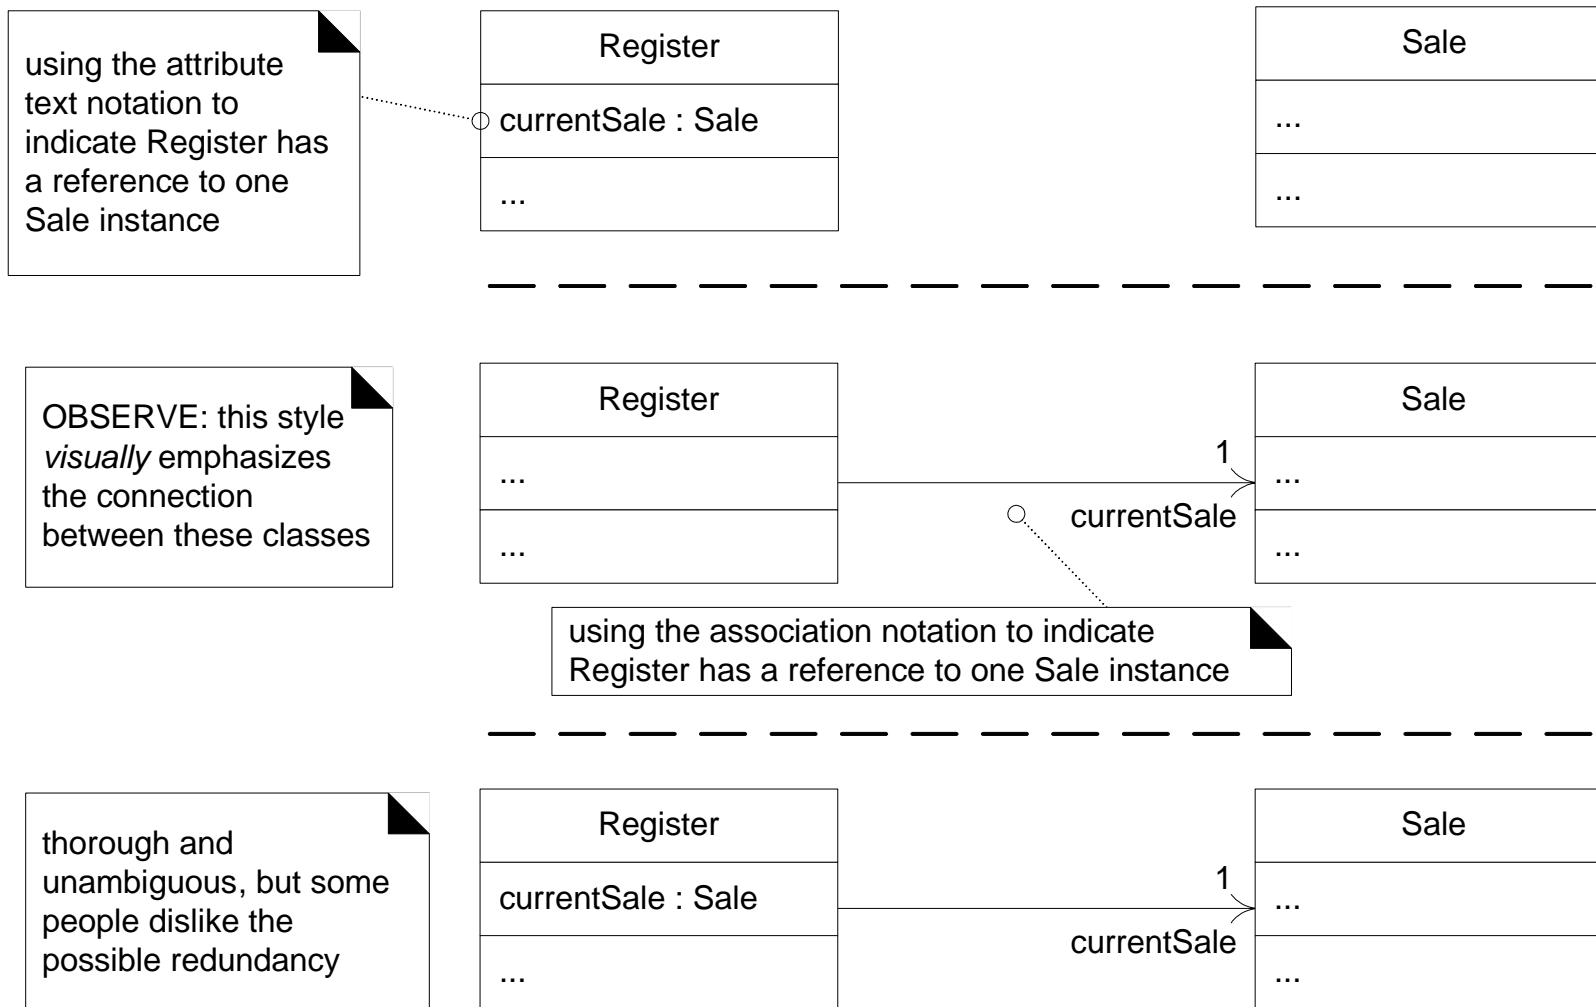 using the attribute
text notation to
indicate Register has
a reference to one
Sale instance
Register
currentSale : Sale
...
Sale
...
...
OBSERVE: this style
visually emphasizes
the connection
between these classes
Register
...
...
1
currentSale
Sale
...
...
using the association notation to indicate
Register has a reference to one Sale instance
thorough and
unambiguous, but some
people dislike the
possible redundancy
Register
currentSale : Sale
...
1
currentSale
Sale
...
...